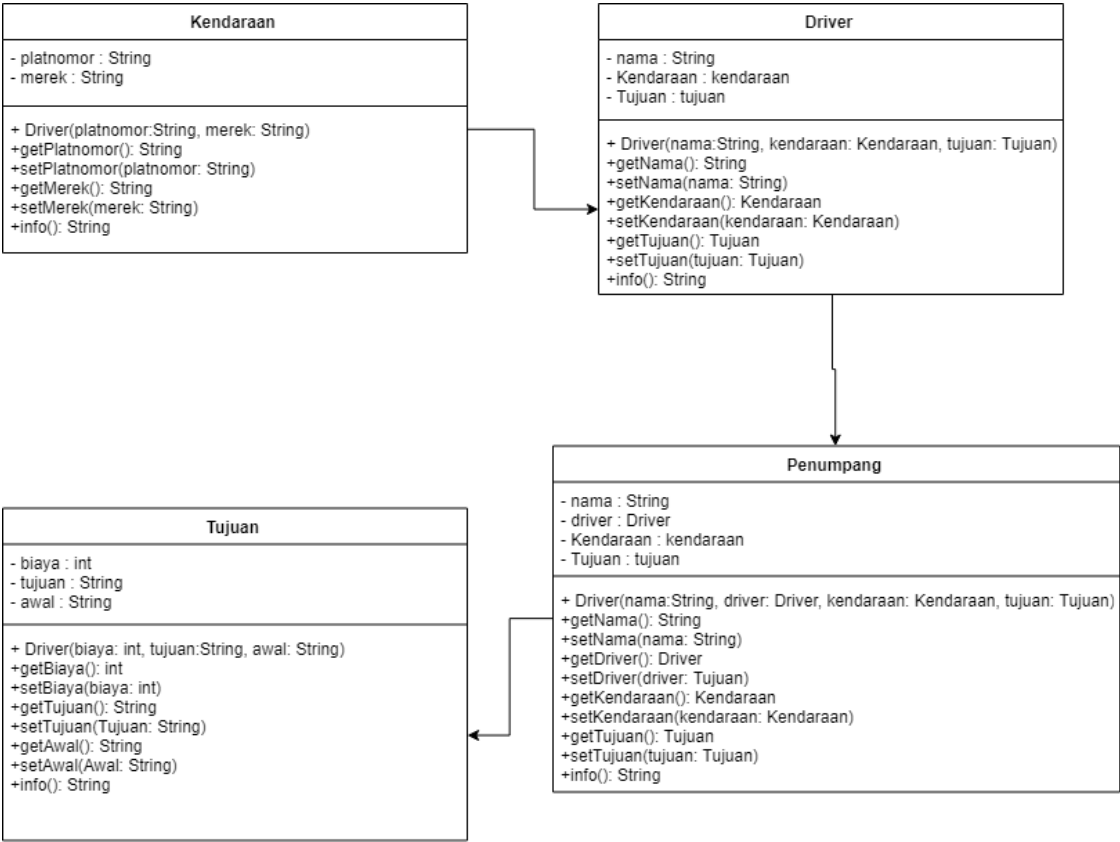 Kendaraan
- platnomor : String
- merek : String
+ Driver(platnomor:String, merek: String)
+getPlatnomor(): String
+setPlatnomor(platnomor: String)
+getMerek(): String
+setMerek(merek: String)
+info(): String
Driver
- nama : String
- Kendaraan : kendaraan
- Tujuan : tujuan
+ Driver(nama:String, kendaraan: Kendaraan, tujuan: Tujuan)
+getNama(): String
+setNama(nama: String)
+getKendaraan(): Kendaraan
+setKendaraan(kendaraan: Kendaraan)
+getTujuan(): Tujuan
+setTujuan(tujuan: Tujuan)
+info(): String
Penumpang
- nama : String
- driver : Driver
- Kendaraan : kendaraan
- Tujuan : tujuan
+ Driver(nama:String, driver: Driver, kendaraan: Kendaraan, tujuan: Tujuan)
+getNama(): String
+setNama(nama: String)
+getDriver(): Driver
+setDriver(driver: Tujuan)
+getKendaraan(): Kendaraan
+setKendaraan(kendaraan: Kendaraan)
+getTujuan(): Tujuan
+setTujuan(tujuan: Tujuan)
+info(): String
Tujuan
- biaya : int
- tujuan : String
- awal : String
+ Driver(biaya: int, tujuan:String, awal: String)
+getBiaya(): int
+setBiaya(biaya: int)
+getTujuan(): String
+setTujuan(Tujuan: String)
+getAwal(): String
+setAwal(Awal: String)
+info(): String